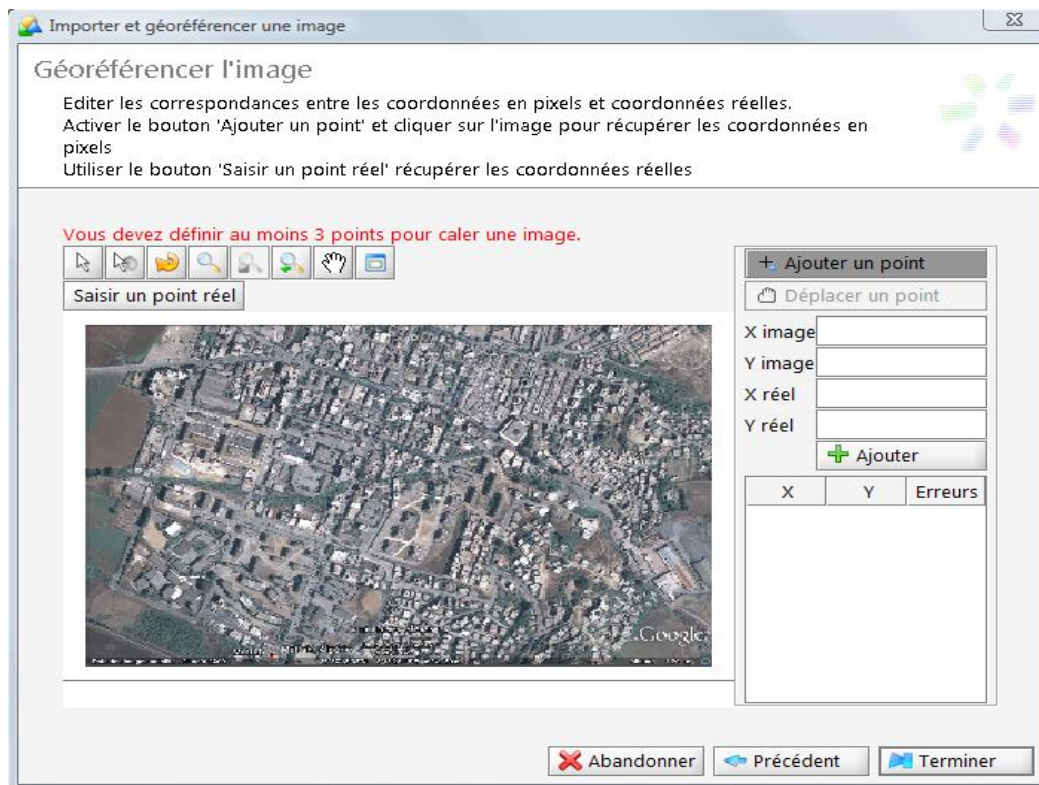 Importer et géoréférencer une image
Géoréférencer l'image
Editer les correspondances entre les coordonnées en pixels et coordonnées réelles.
Activer le bouton 'Ajouter un point' et cliquer sur l'image pour récupérer les coordonnées en
pixels
Utiliser le bouton 'Saisir un point réel' récupérer les coordonnées réelles
Vous devez définir au moins 3 points pour caler une image.
Saisir un point réel
Ajouter un point
Déplacer un point
X image
Y image
X réel
Y réel
Ajouter
X Y Erreurs
Google
Abandonner
Précédent
Terminer